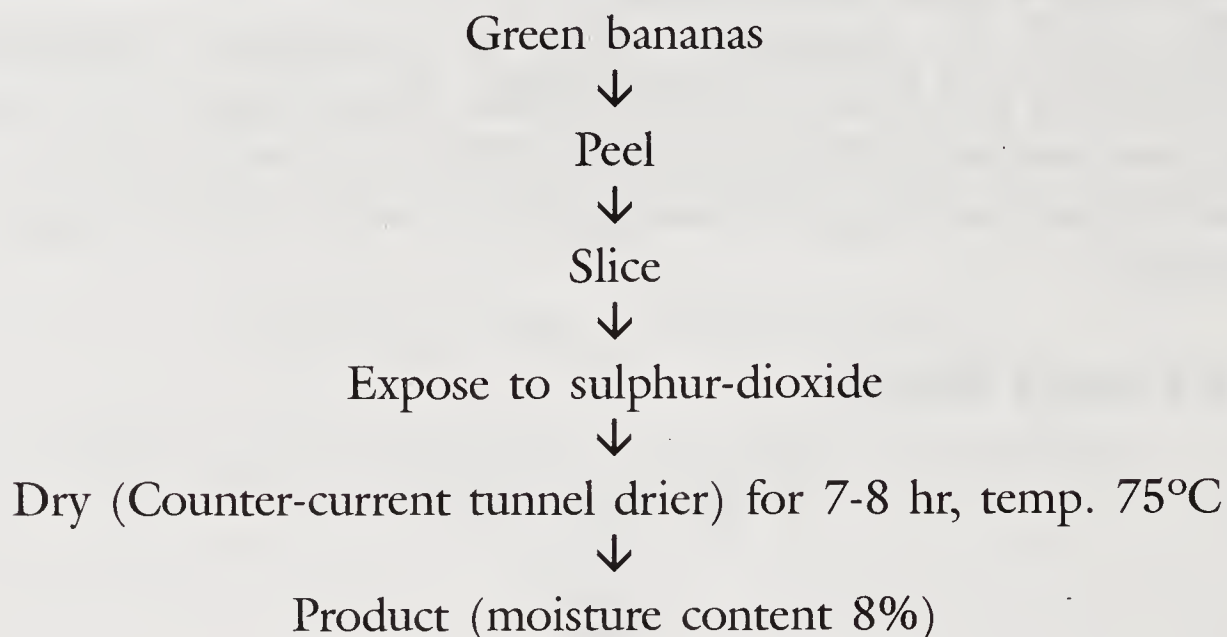 Green bananas
↓
Peel
↓
Slice
↓
Expose to sulphur-dioxide
↓
Dry (Counter-current tunnel drier) for 7-8 hr, temp. 75°C
↓
Product (moisture content 8%)